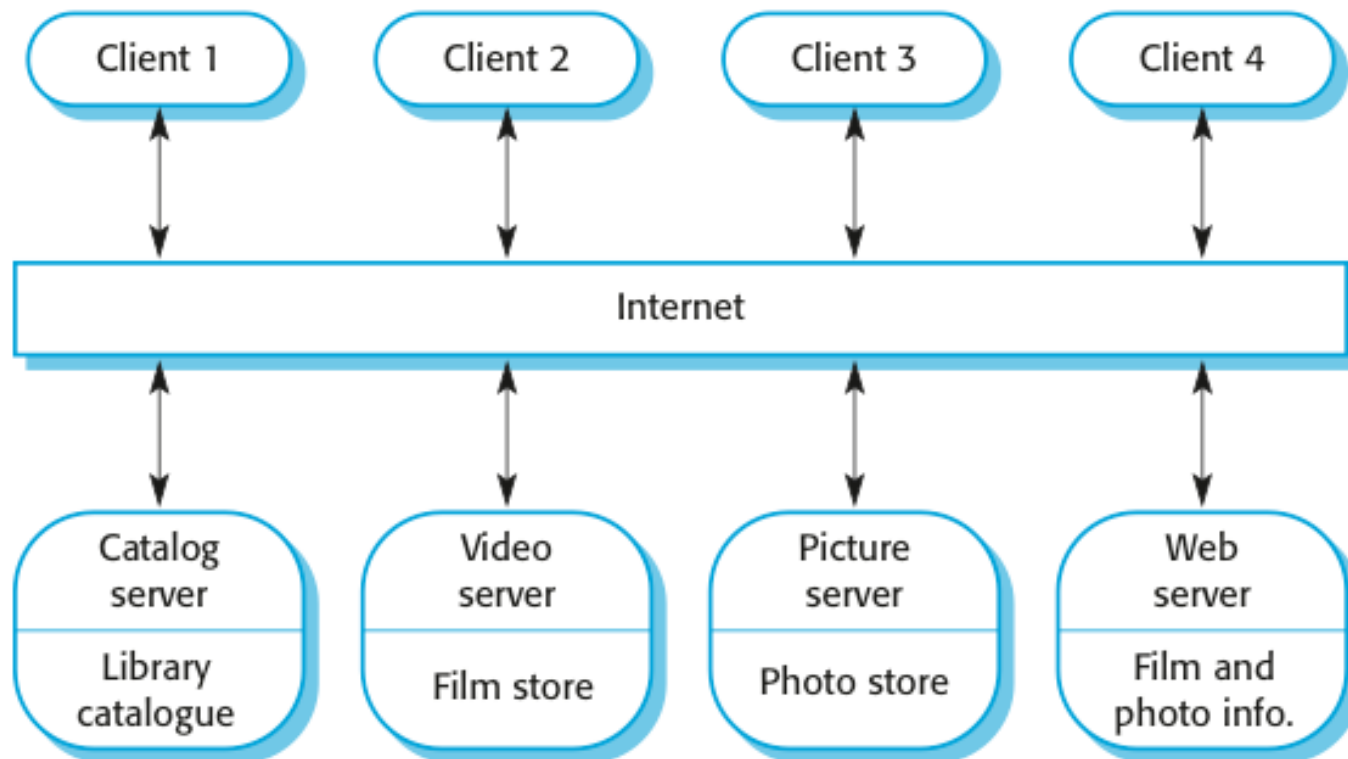 Client 1
Client 2
Client 3
Client 4
Internet
Catalog
server
Library
catalogue
Video
server
Film store
Picture
server
Photo store
Web
server
Film and
photo info.